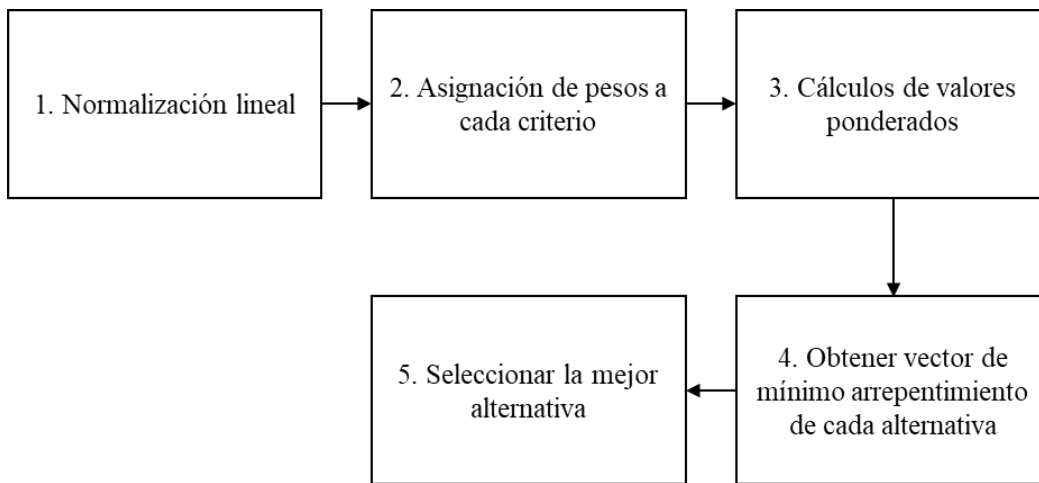 1. Normalización lineal
2. Asignación de pesos a
cada criterio
3. Cálculos de valores
ponderados
4. Obtener vector de
mínimo arrepentimiento
de cada alternativa
5. Seleccionar la mejor
alternativa